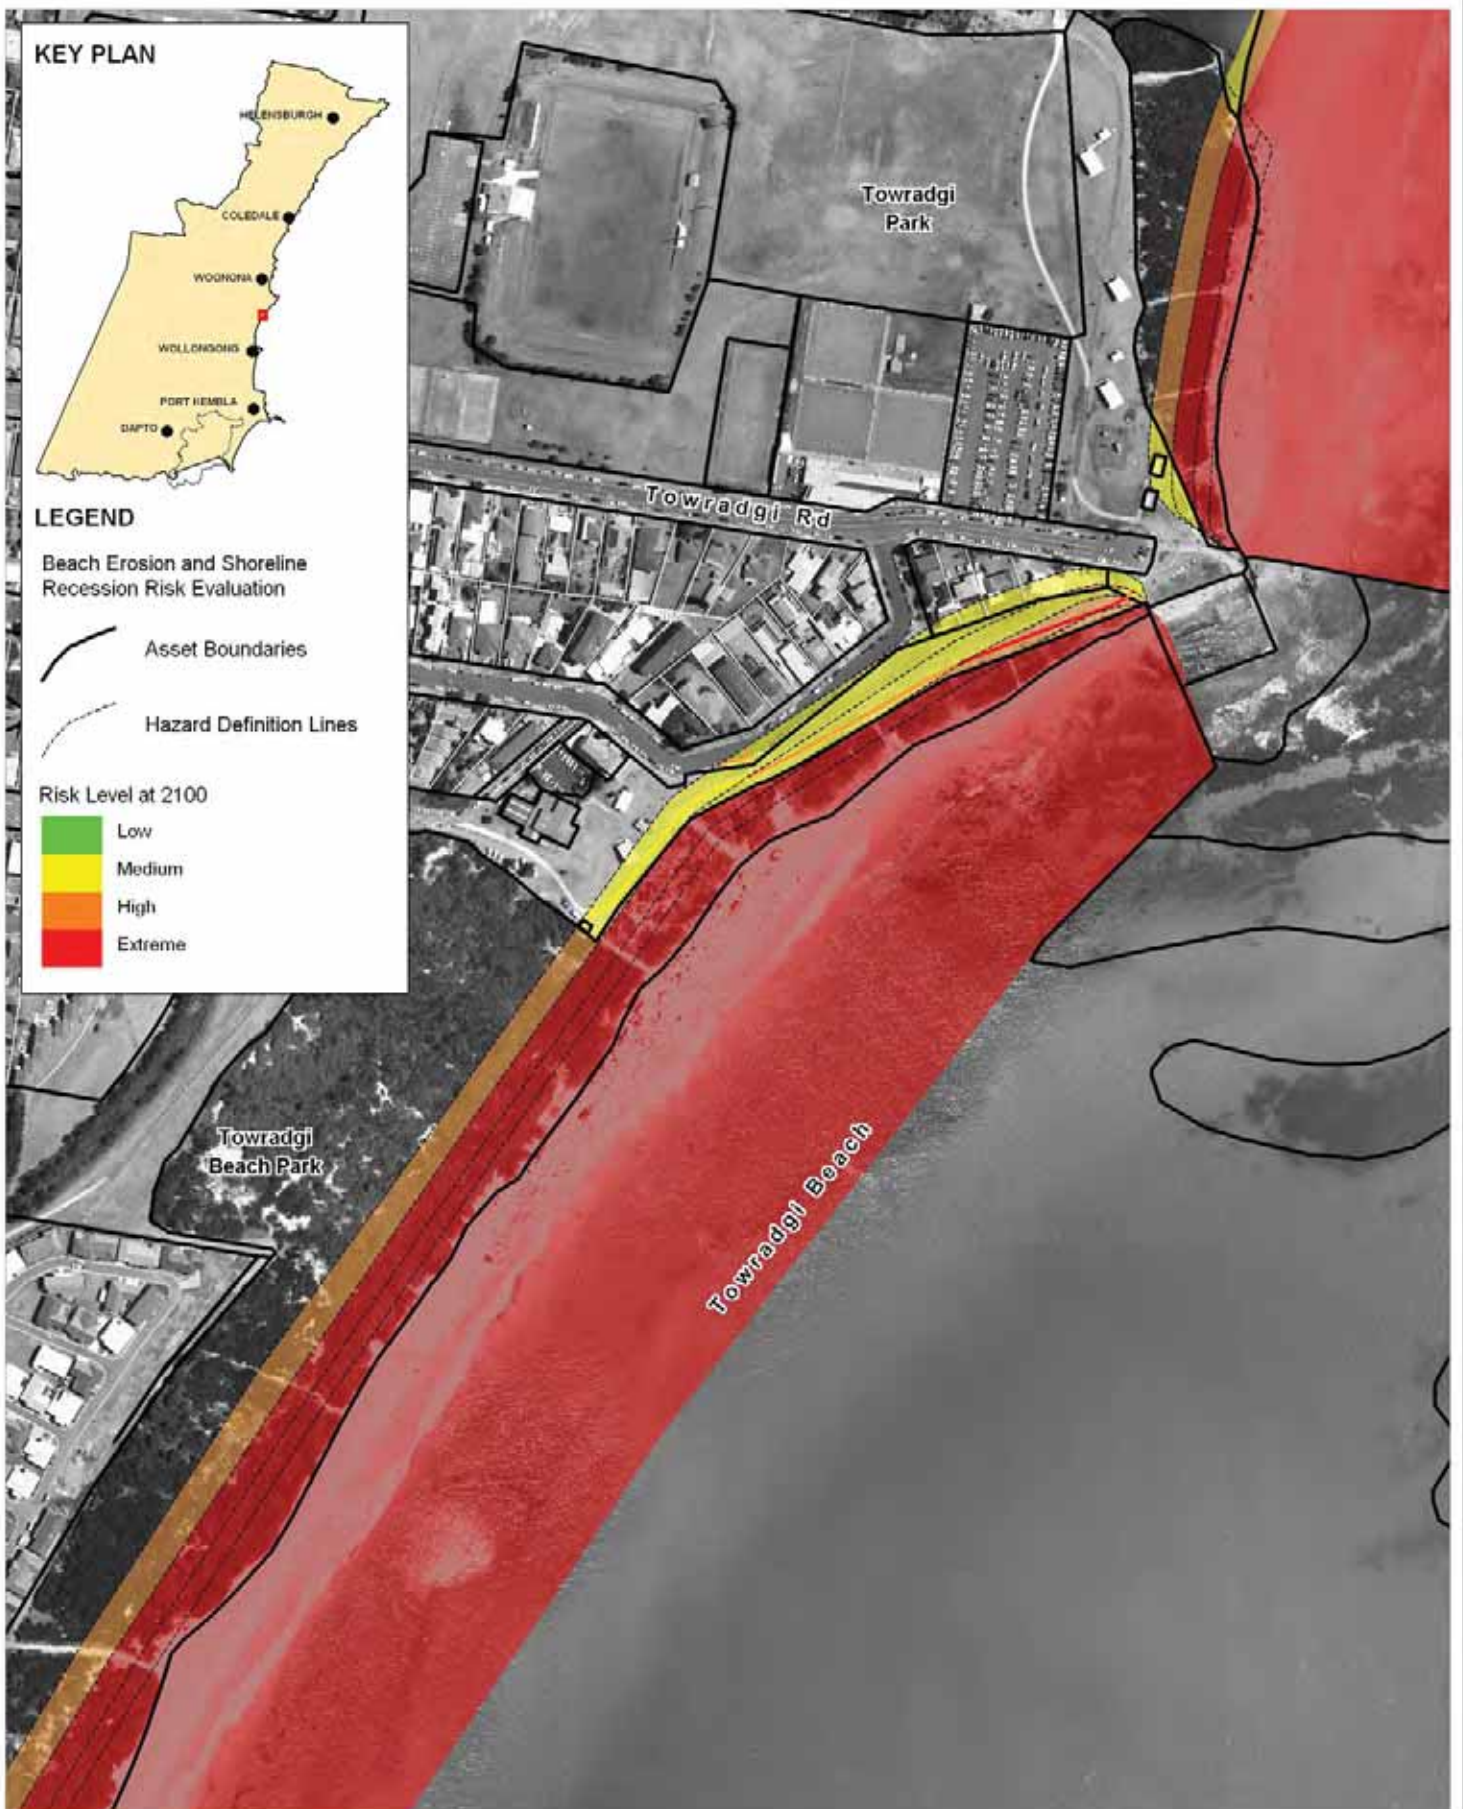 KEY PLAN
HELENSBURGH
COLEDALE
WOONONA
WOLLONGONG
PORT KEMBLA
DAPTO
LEGEND
Beach Erosion and Shoreline
Recession Risk Evaluation
Asset Boundaries
Hazard Definition Lines
Risk Level at 2100
Low
Medium
High
Extreme
Towradgi
Park
Towradgi Rd
Towradgi
Beach Park
Towradgi Beach